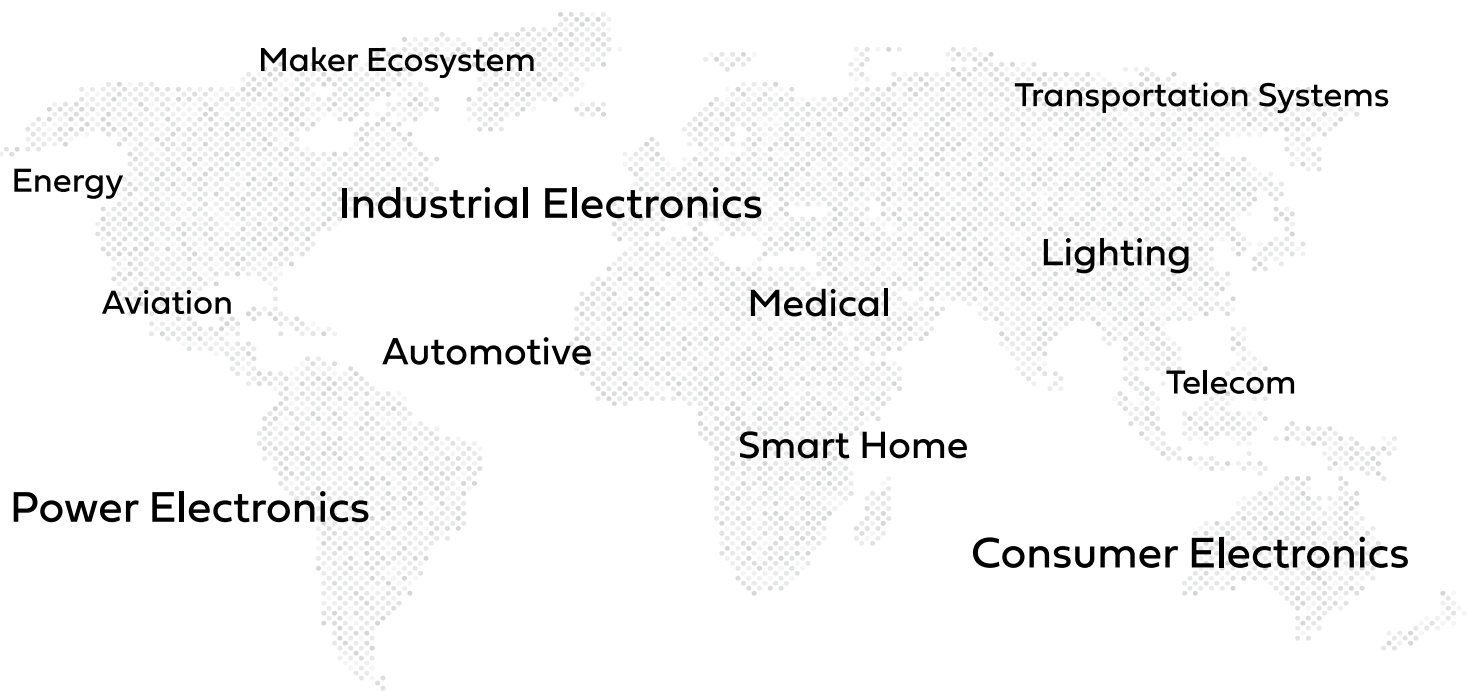 Maker Ecosystem
Transportation Systems
Energy
Industrial Electronics
Lighting
Aviation
Medical
Automotive
Telecom
Smart Home
Power Electronics
Consumer Electronics